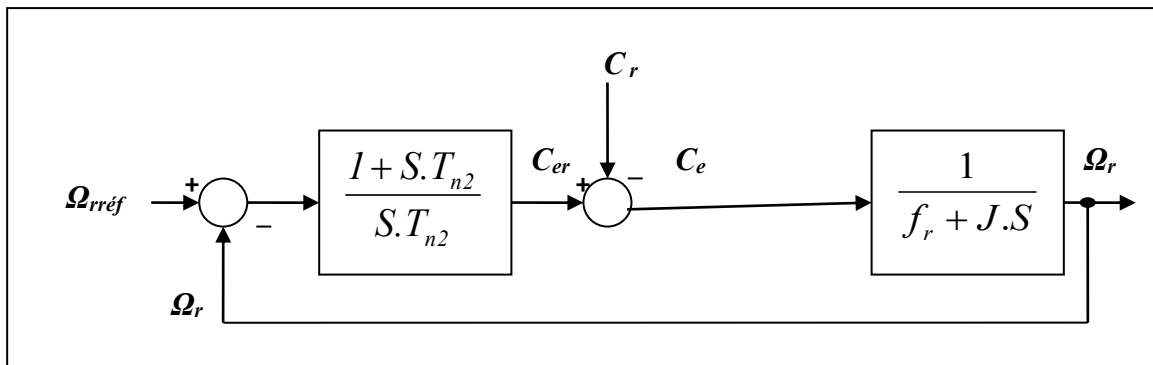 C r
+ −
Ω rréf
1 + S.T n2
S.T n2
C er
+ −
C e
1
f r + J.S
Ω r
Ω r